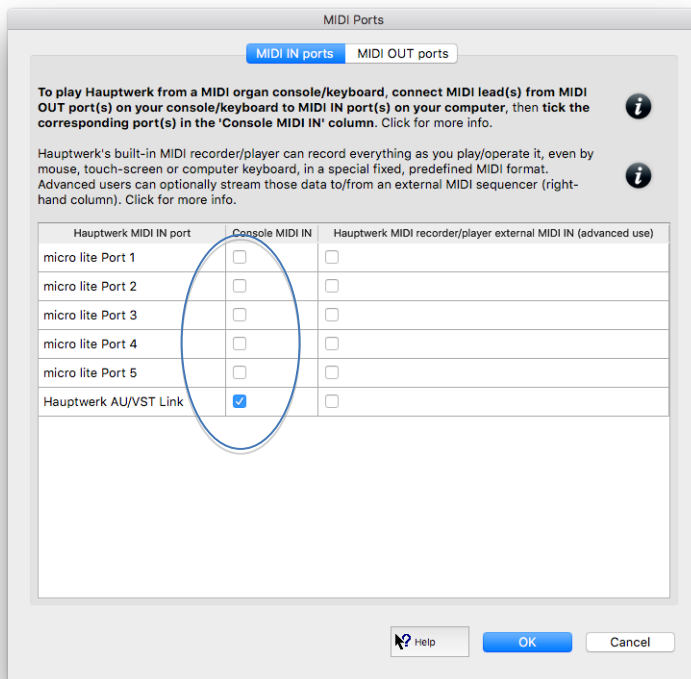 MIDI Ports
MIDI IN ports MIDI OUT ports
To play Hauptwerk from a MIDI organ console/keyboard, connect MIDI lead(s) from MIDI
OUT port(s) on your console/keyboard to MIDI IN port(s) on your computer, then tick the
corresponding port(s) in the 'Console MIDI IN' column. Click for more info.
Hauptwerk's built-in MIDI recorder/player can record everything as you play/operate it, even by
mouse, touch-screen or computer keyboard, in a special fixed, predefined MIDI format.
Advanced users can optionally stream those data to/from an external MIDI sequencer (right-
hand column). Click for more info.
Hauptwerk MIDI IN port Console MIDI IN Hauptwerk MIDI recorder/player external MIDI IN (advanced use)
micro lite Port 1
micro lite Port 2
micro lite Port 3
micro lite Port 4
micro lite Port 5
Hauptwerk AU/VST Link
Help OK Cancel